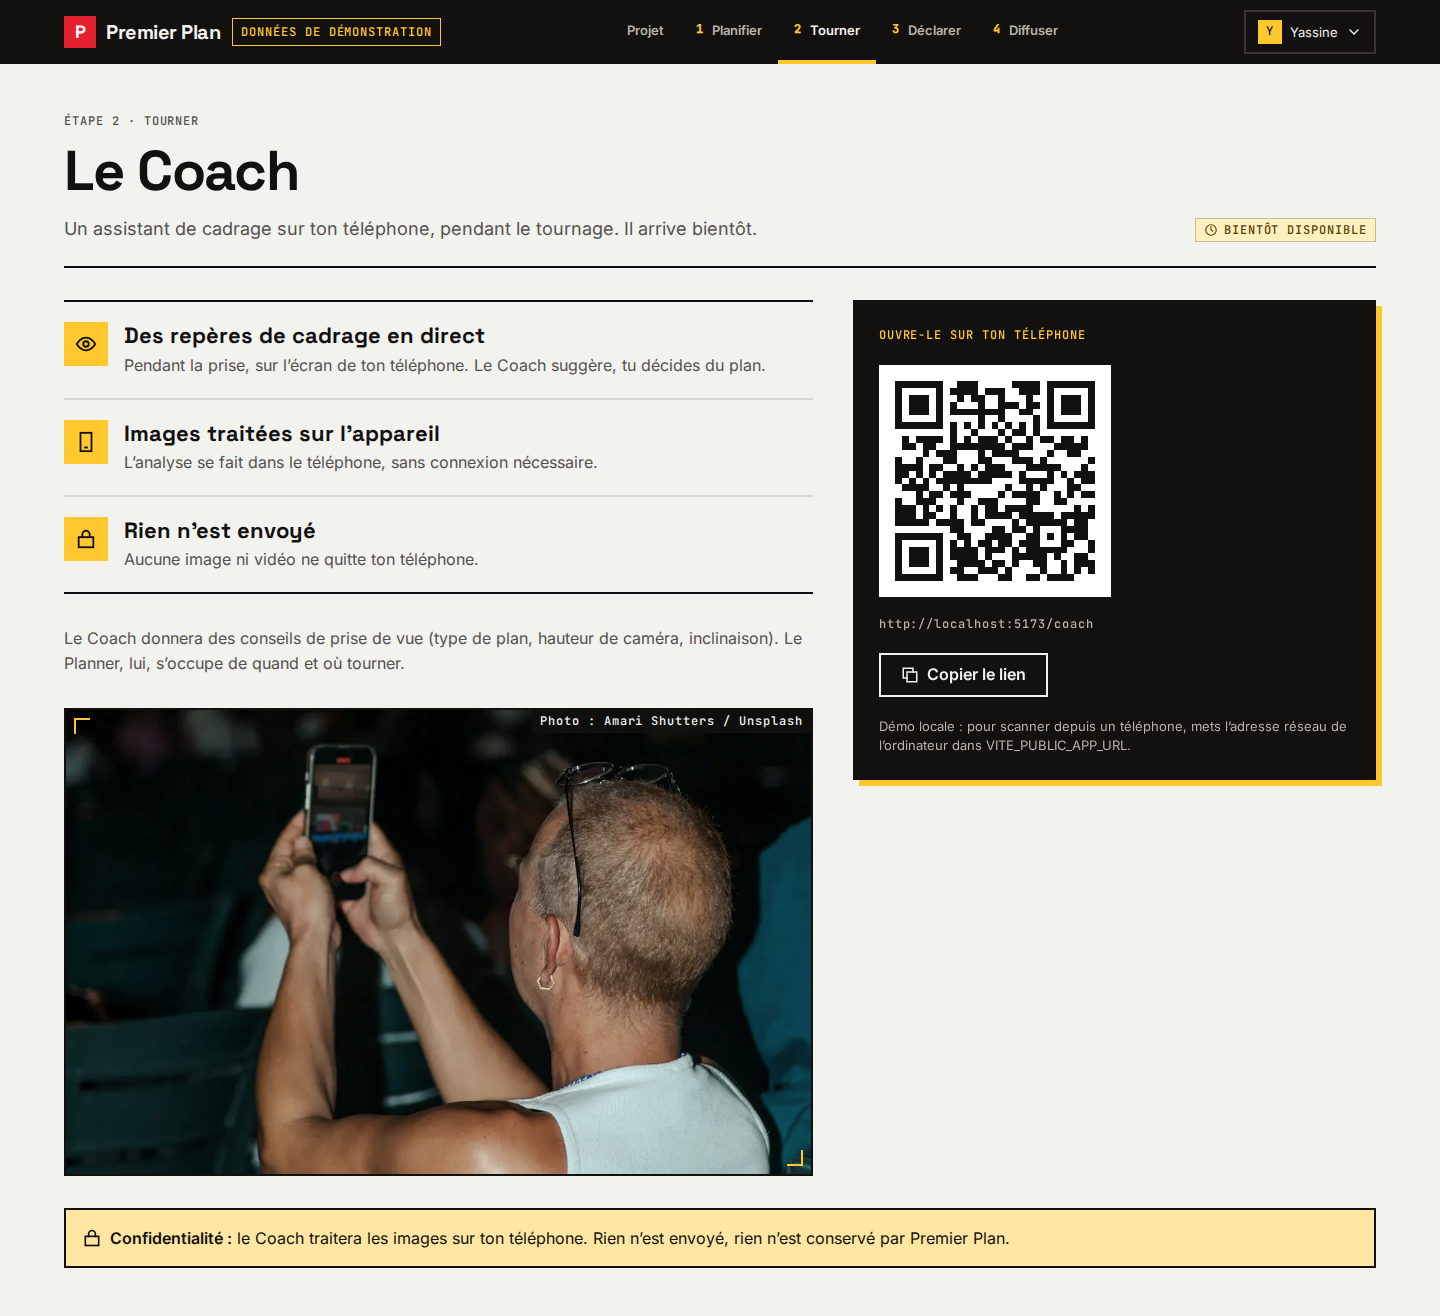 P Premier Plan DONNÉES DE DÉMONSTRATION Projet 1 Planifier 2 Tourner 3 Déclarer 4 Diffuser Y Yassine
ÉTAPE 2 · TOURNER
Le Coach
Un assistant de cadrage sur ton téléphone, pendant le tournage. Il arrive bientôt.
BIENTÔT DISPONIBLE
Des repères de cadrage en direct
Pendant la prise, sur l’écran de ton téléphone. Le Coach suggère, tu décides du plan.
Images traitées sur l’appareil
L’analyse se fait dans le téléphone, sans connexion nécessaire.
Rien n’est envoyé
Aucune image ni vidéo ne quitte ton téléphone.
Le Coach donnera des conseils de prise de vue (type de plan, hauteur de caméra, inclinaison). Le
Planner, lui, s’occupe de quand et où tourner.
Photo : Amari Shutters / Unsplash
OUVRE-LE SUR TON TÉLÉPHONE
http://localhost:5173/coach
Copier le lien
Démo locale : pour scanner depuis un téléphone, mets l’adresse réseau de
l’ordinateur dans VITE_PUBLIC_APP_URL.
Confidentialité : le Coach traitera les images sur ton téléphone. Rien n’est envoyé, rien n’est conservé par Premier Plan.